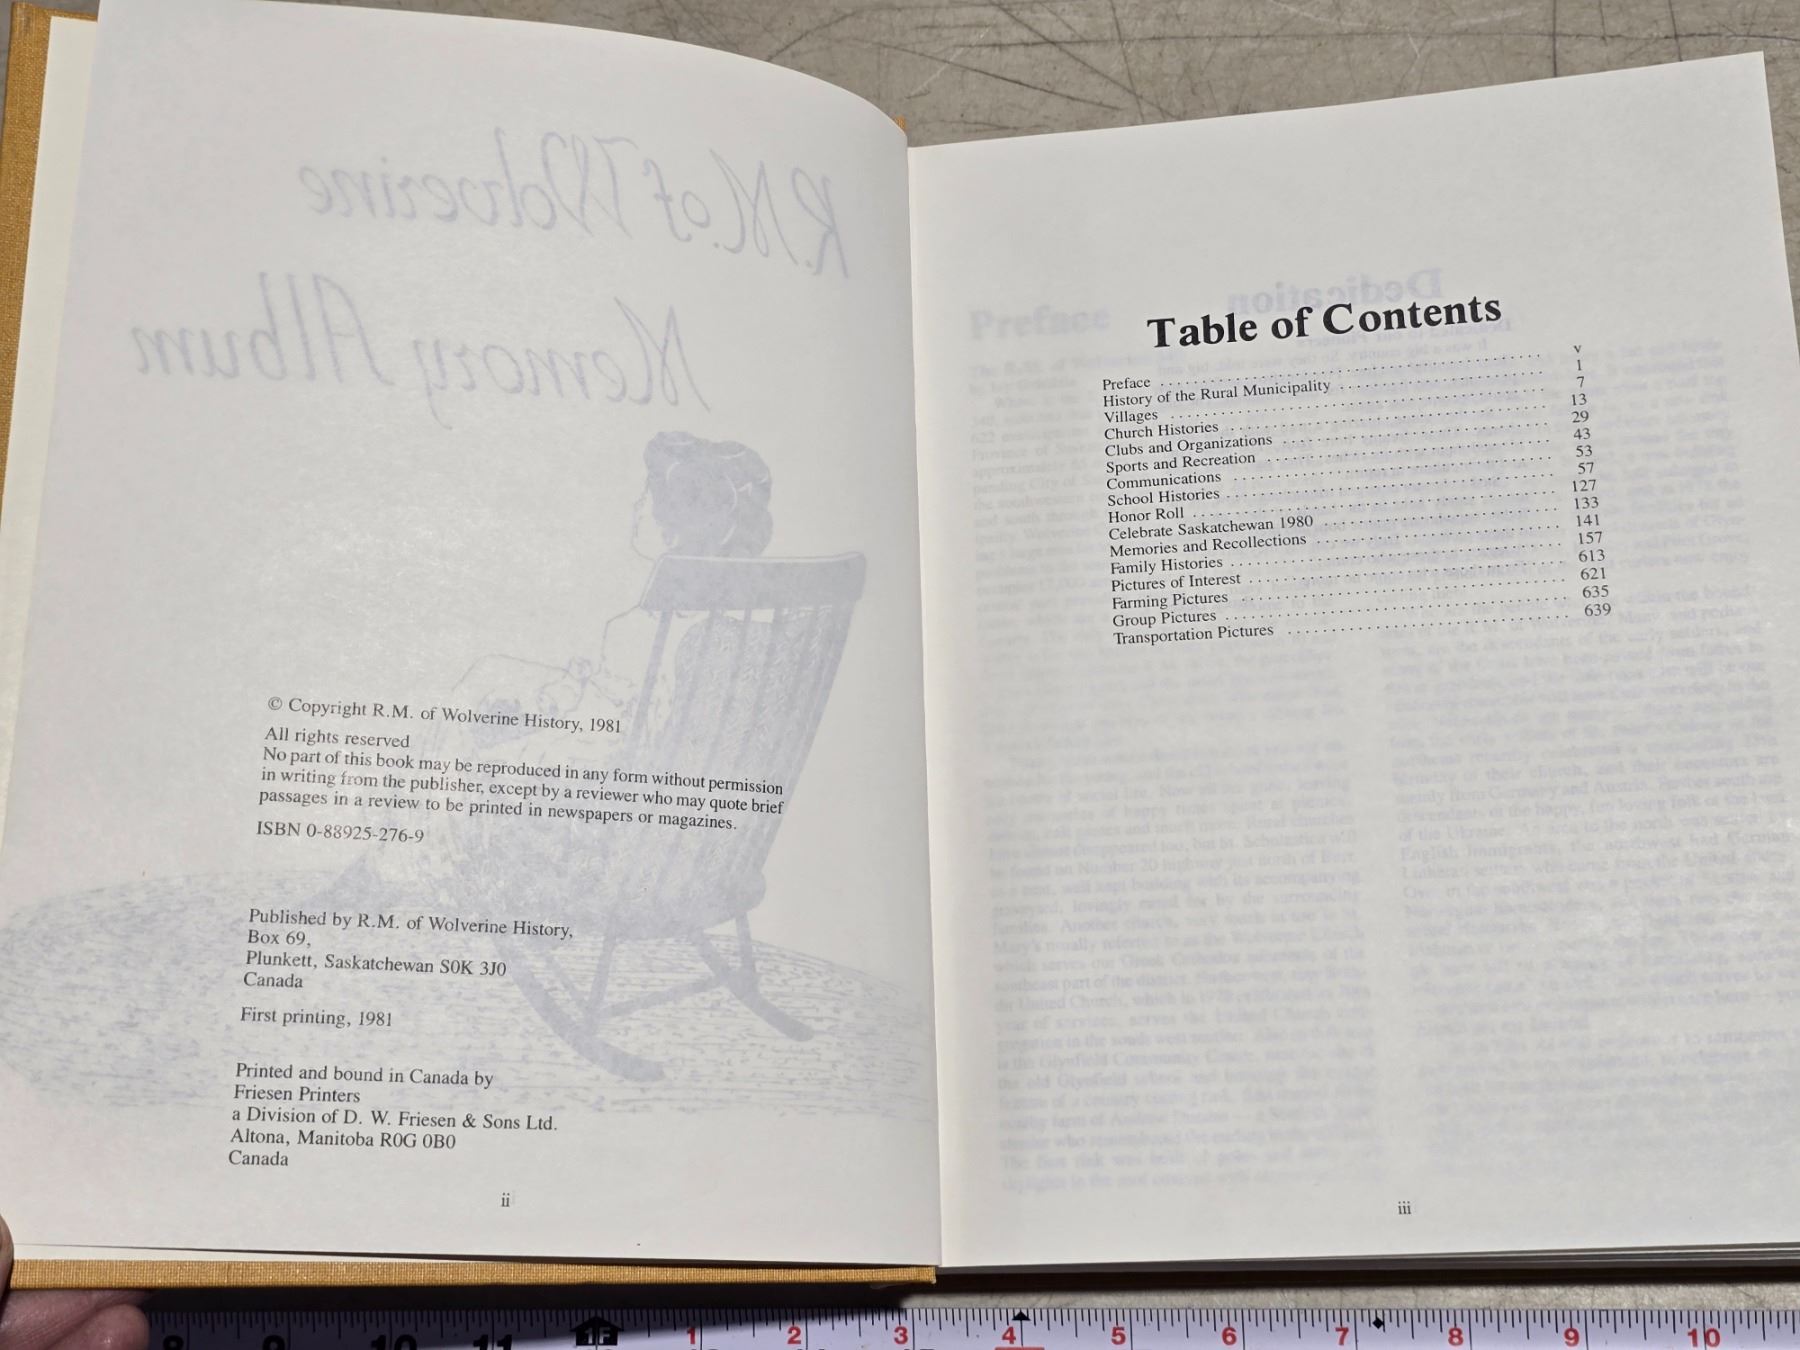 R.M. of Wolverine
Memory Album
© Copyright R.M. of Wolverine History, 1981
All rights reserved
No part of this book may be reproduced in any form without permission
in writing from the publisher, except by a reviewer who may quote brief
passages in a review to be printed in newspapers or magazines.
ISBN 0-88925-276-9
Published by R.M. of Wolverine History,
Box 69,
Plunkett, Saskatchewan S0K 3J0
Canada
First printing, 1981
Printed and bound in Canada by
Friesen Printers
a Division of D. W. Friesen & Sons Ltd.
Altona, Manitoba R0G 0B0
Canada
ii
Preface
Dedication
Table of Contents
Preface . . . . . . . . . . v
History of the Rural Municipality . . . . . . . . . . 1
Villages . . . . . . . . . . 7
Church Histories . . . . . . . . . . 13
Clubs and Organizations . . . . . . . . . . 29
Sports and Recreation . . . . . . . . . . 43
Communications . . . . . . . . . . 53
School Histories . . . . . . . . . . 57
Honor Roll . . . . . . . . . . 127
Celebrate Saskatchewan 1980 . . . . . . . . . . 133
Memories and Recollections . . . . . . . . . . 141
Family Histories . . . . . . . . . . 157
Pictures of Interest . . . . . . . . . . 613
Farming Pictures . . . . . . . . . . 621
Group Pictures . . . . . . . . . . 635
Transportation Pictures . . . . . . . . . . 639
iii
8 9 10 11 1F 1 2 3 4 5 6 7 8 9 10